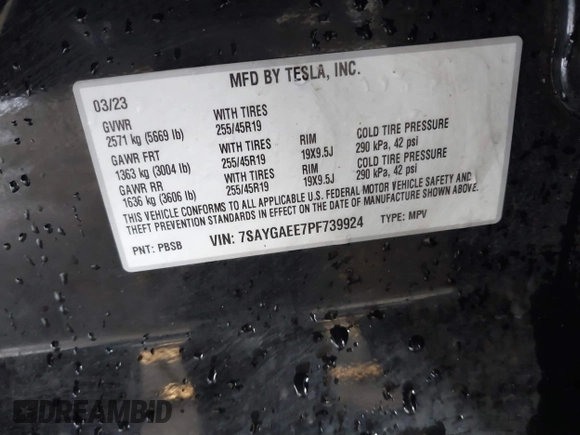 MFD BY TESLA, INC.
03/23
GVWR WITH TIRES
2571 kg (5669 lb) 255/45R19
GAWR FRT WITH TIRES RIM COLD TIRE PRESSURE
1363 kg (3004 lb) 255/45R19 19X9.5J 290 kPa, 42 psi
GAWR RR WITH TIRES RIM COLD TIRE PRESSURE
1636 kg (3606 lb) 255/45R19 19X9.5J 290 kPa, 42 psi
THIS VEHICLE CONFORMS TO ALL APPLICABLE U.S. FEDERAL MOTOR VEHICLE SAFETY AND
THEFT PREVENTION STANDARDS IN EFFECT ON THE DATE OF MANUFACTURE SHOWN ABOVE.
PNT: PBSB VIN: 7SAYGAEE7PF739924 TYPE: MPV
DREAMBID